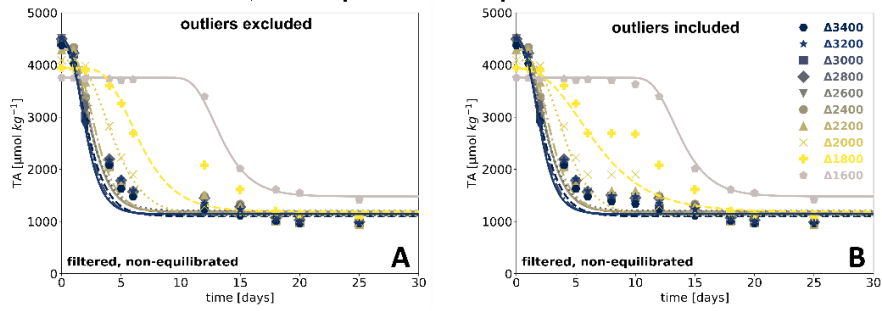 outliers excluded
5000
4000
3000
2000
1000
0
TA [μmol kg⁻¹]
filtered, non-equilibrated
A
0 5 10 15 20 25 30
time [days]
outliers included
5000
4000
3000
2000
1000
0
TA [μmol kg⁻¹]
Δ3400
Δ3200
Δ3000
Δ2800
Δ2600
Δ2400
Δ2200
Δ2000
Δ1800
Δ1600
filtered, non-equilibrated
B
0 5 10 15 20 25 30
time [days]